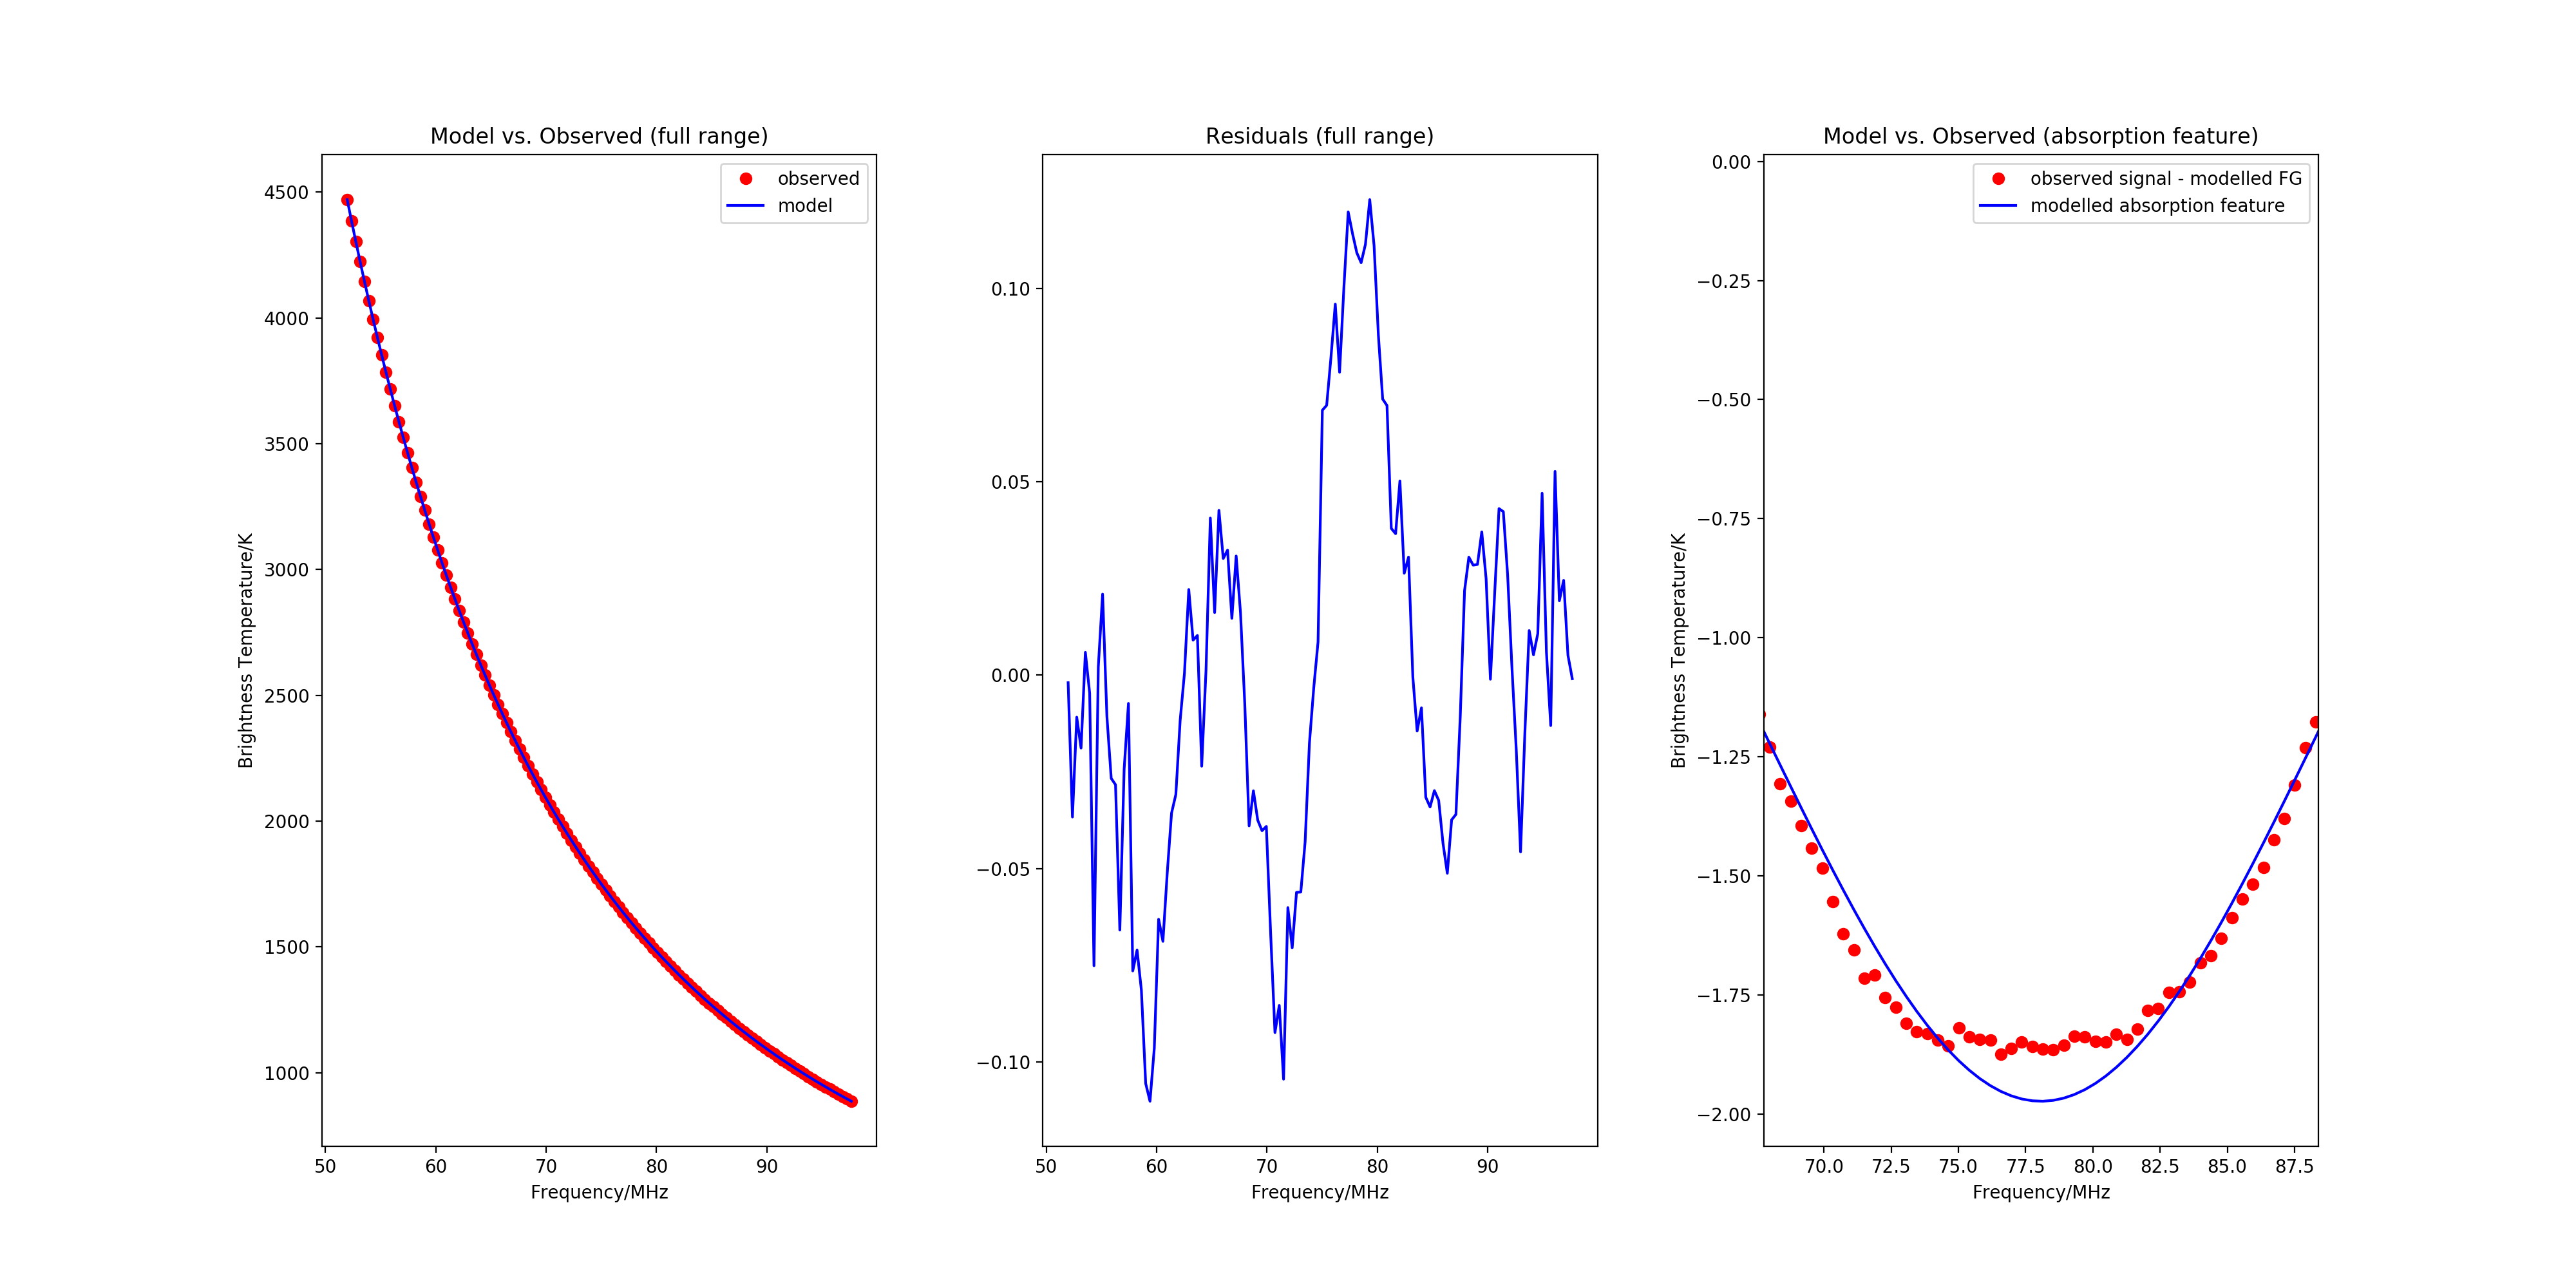 Model vs. Observed (full range)
observed
model
4500
4000
3500
3000
2500
2000
1500
1000
Brightness Temperature/K
50 60 70 80 90
Frequency/MHz
Residuals (full range)
0.10
0.05
0.00
−0.05
−0.10
50 60 70 80 90
Frequency/MHz
Model vs. Observed (absorption feature)
observed signal - modelled FG
modelled absorption feature
0.00
−0.25
−0.50
−0.75
−1.00
−1.25
−1.50
−1.75
−2.00
Brightness Temperature/K
70.0 72.5 75.0 77.5 80.0 82.5 85.0 87.5
Frequency/MHz